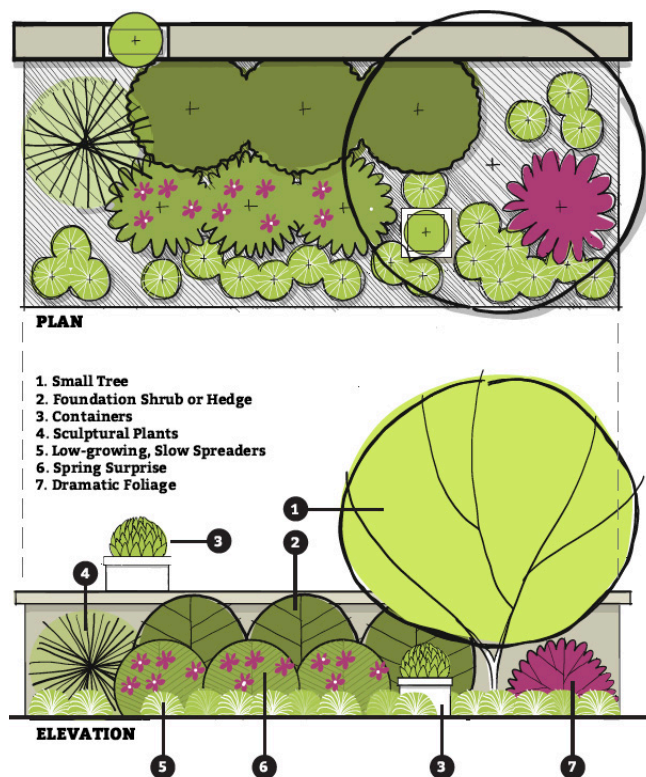 PLAN
1. Small Tree
2. Foundation Shrub or Hedge
3. Containers
4. Sculptural Plants
5. Low-growing, Slow Spreaders
6. Spring Surprise
7. Dramatic Foliage
1
3
2
4
ELEVATION
5
6
3
7